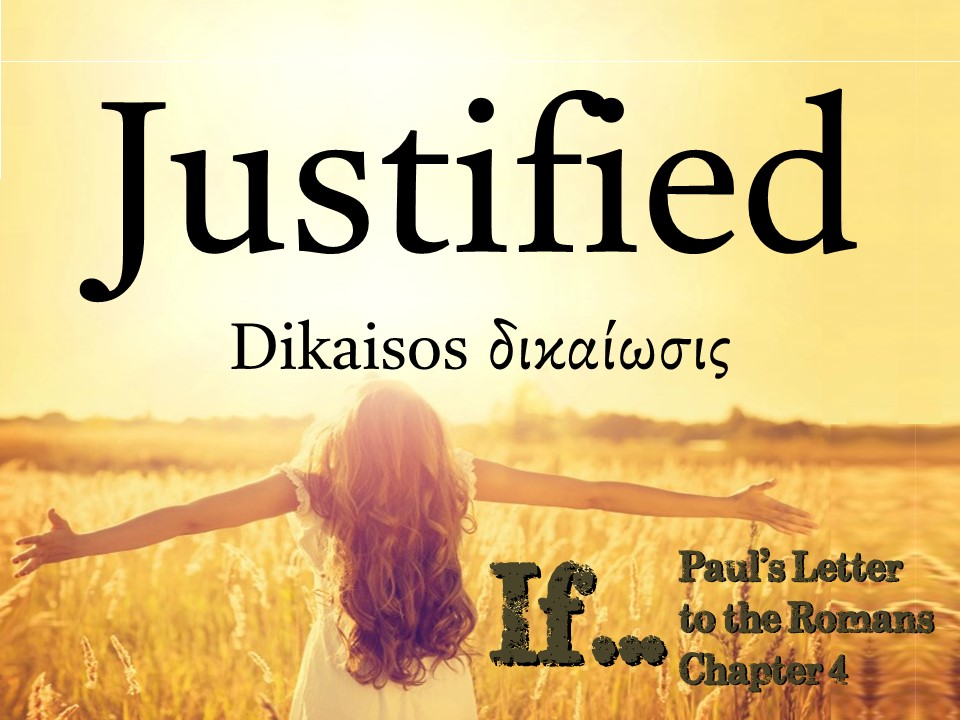 Justified
Dikaisos δικαίωσις
If...
Paul's Letter
to the Romans
Chapter 4